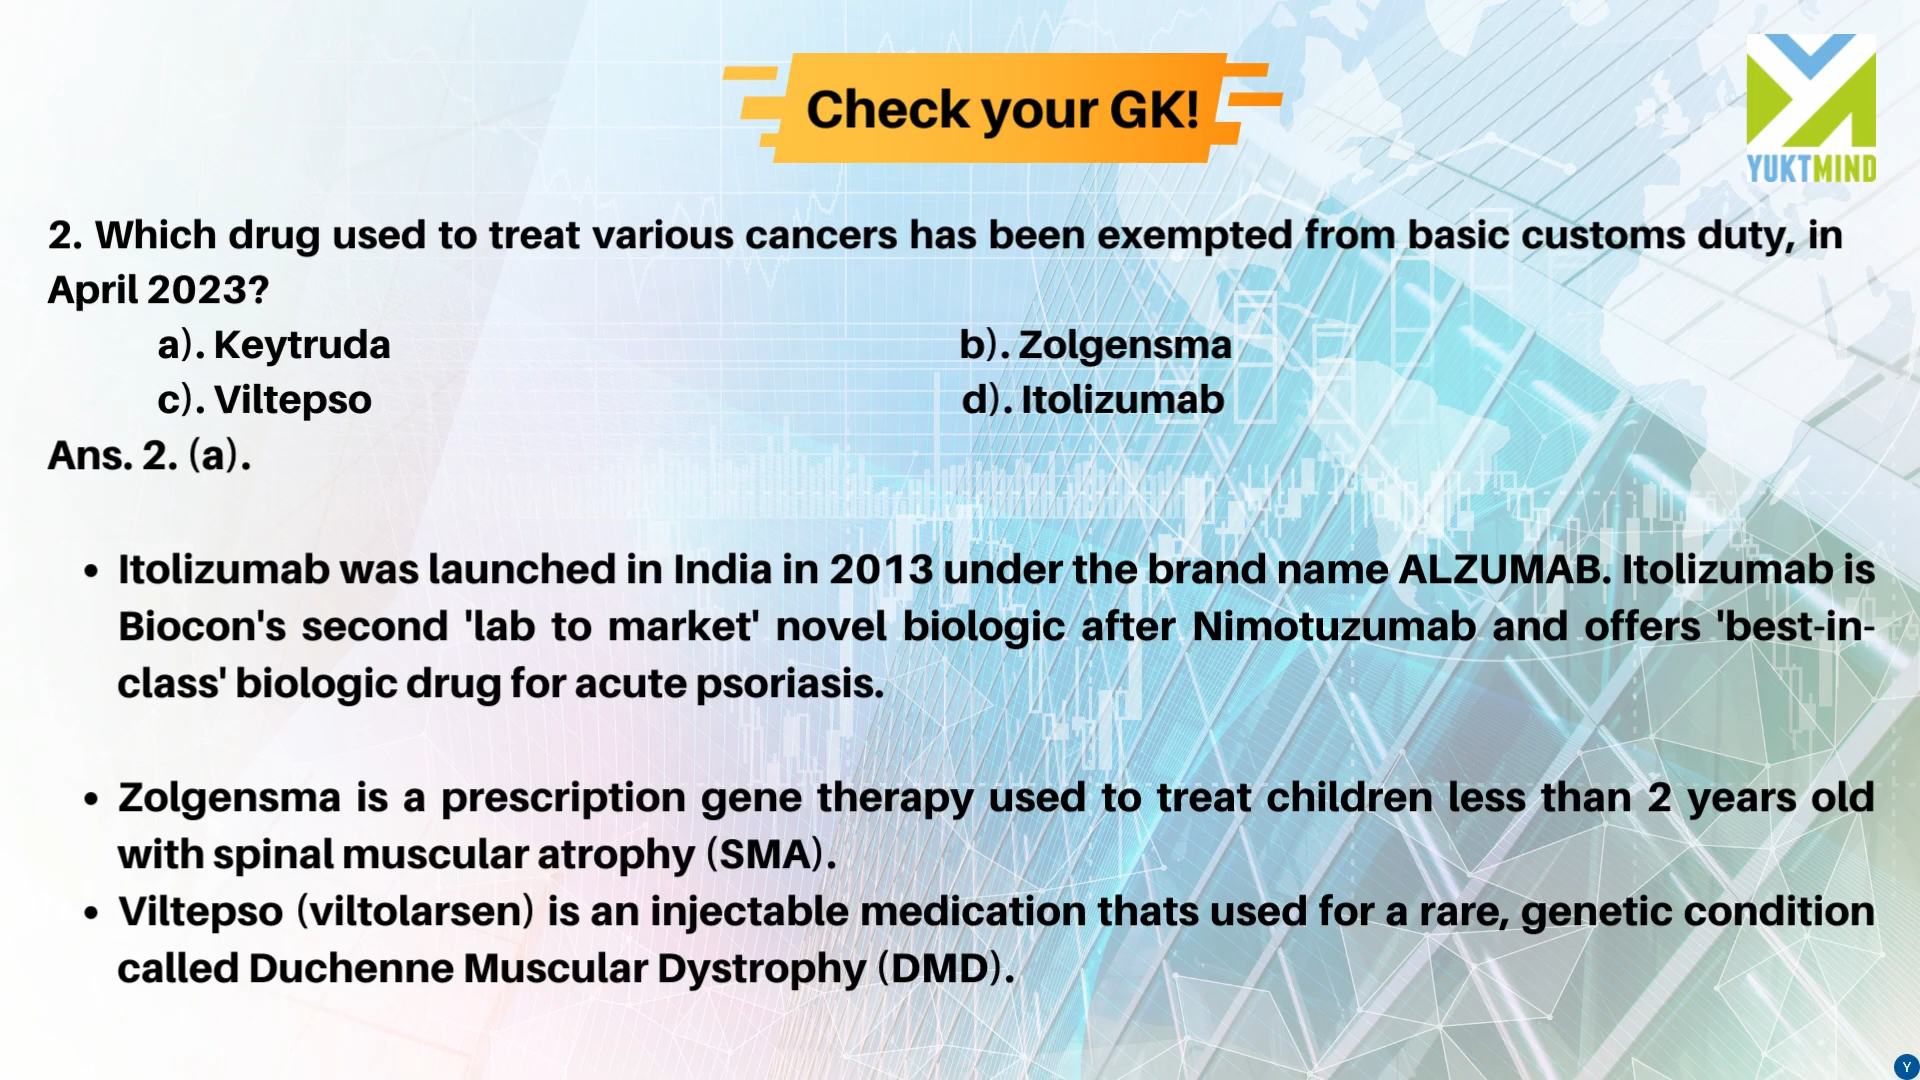 Check your GK!
YUKTMIND
2. Which drug used to treat various cancers has been exempted from basic customs duty, in
April 2023?
a). Keytruda b). Zolgensma
c). Viltepso d). Itolizumab
Ans. 2. (a).
• Itolizumab was launched in India in 2013 under the brand name ALZUMAB. Itolizumab is
Biocon's second 'lab to market' novel biologic after Nimotuzumab and offers 'best-in-
class' biologic drug for acute psoriasis.
• Zolgensma is a prescription gene therapy used to treat children less than 2 years old
with spinal muscular atrophy (SMA).
• Viltepso (viltolarsen) is an injectable medication thats used for a rare, genetic condition
called Duchenne Muscular Dystrophy (DMD).
Y